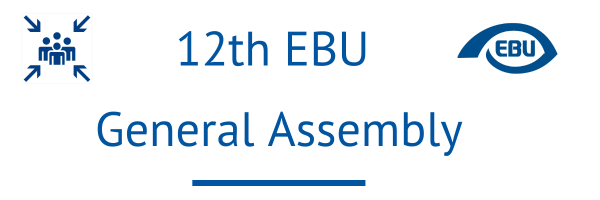 12th EBU
EBU
General Assembly